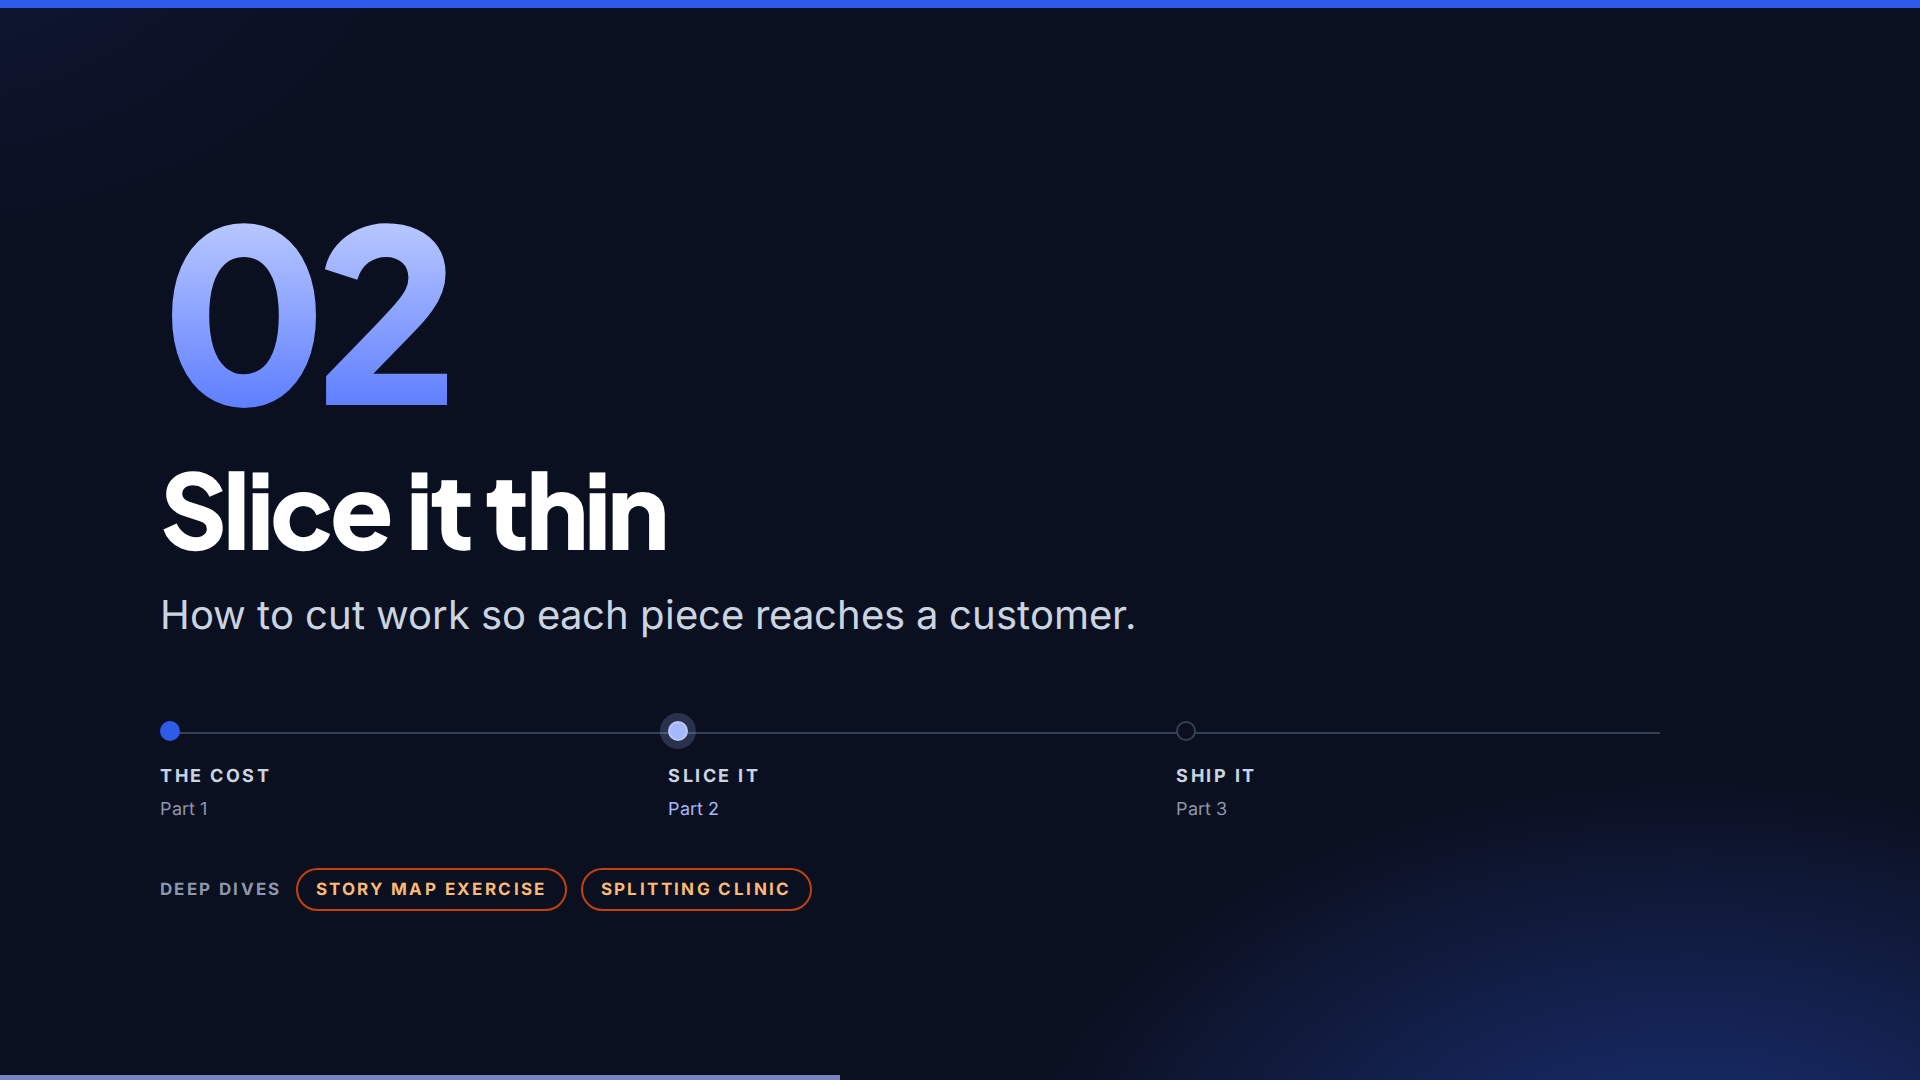 02
Slice it thin
How to cut work so each piece reaches a customer.
THE COST
Part 1
SLICE IT
Part 2
SHIP IT
Part 3
DEEP DIVES STORY MAP EXERCISE SPLITTING CLINIC